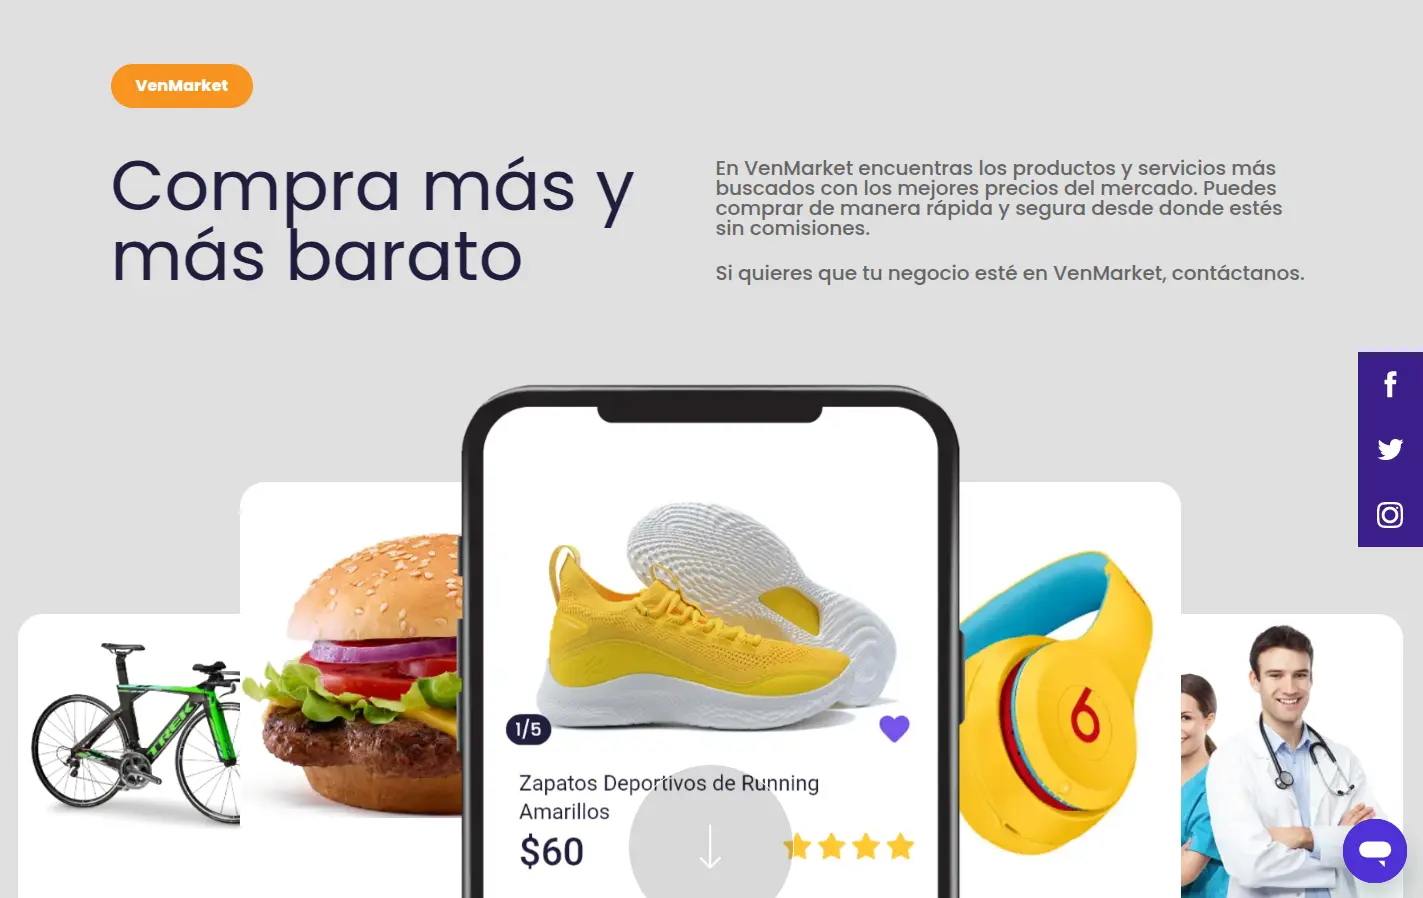 VenMarket
Compra más y
más barato
En VenMarket encuentras los productos y servicios más
buscados con los mejores precios del mercado. Puedes
comprar de manera rápida y segura desde donde estés
sin comisiones.
Si quieres que tu negocio esté en VenMarket, contáctanos.
TREK
1/5
Zapatos Deportivos de Running
Amarillos
$60